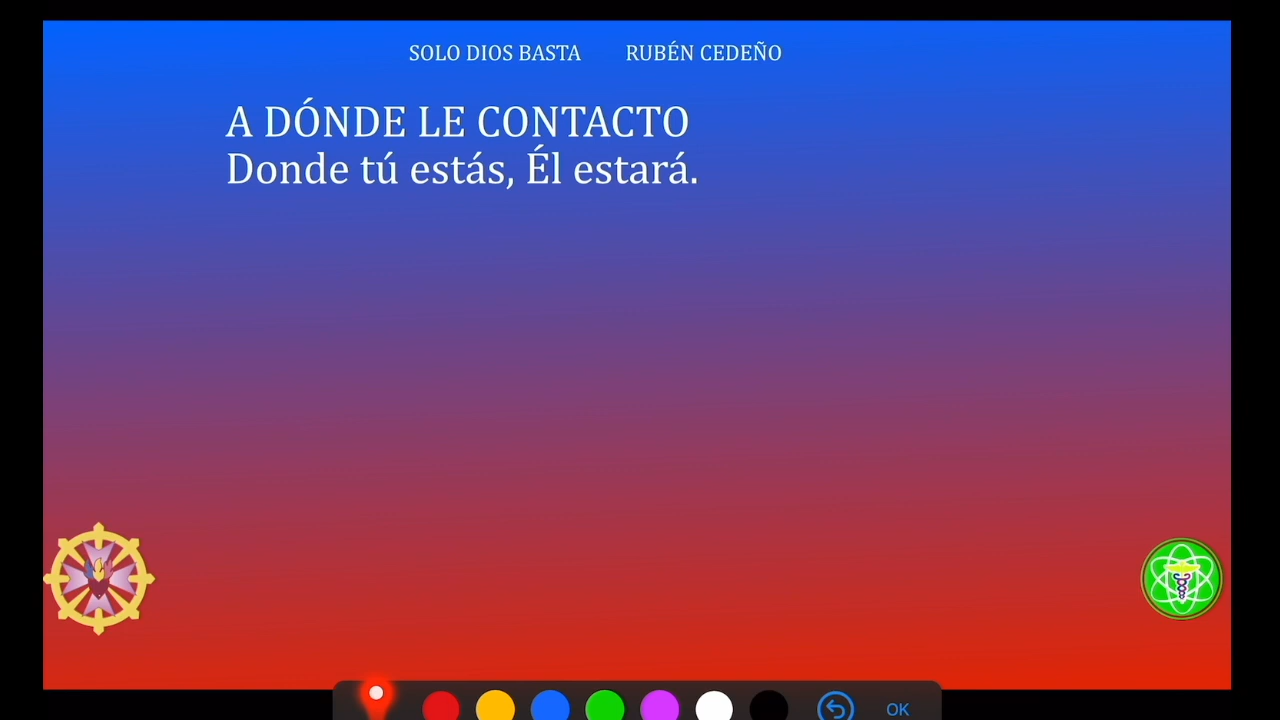 SOLO DIOS BASTA RUBÉN CEDEÑO
A DÓNDE LE CONTACTO
Donde tú estás, Él estará.
OK